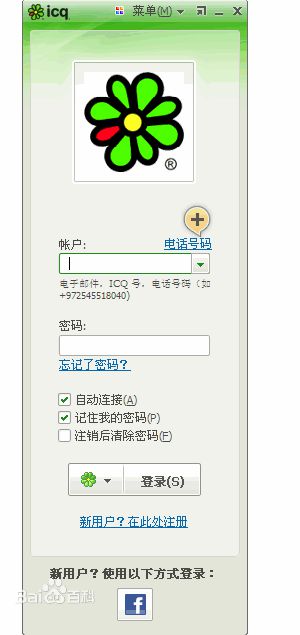 icq 菜单(M)
®
帐户: 电话号码
电子邮件，ICQ 号，电话号码（如
+972545518040)
密码:
忘记了密码？
自动连接(A)
记住我的密码(P)
注销后清除密码(E)
登录(S)
新用户？在此处注册
新用户？使用以下方式登录：
Bai百科
f